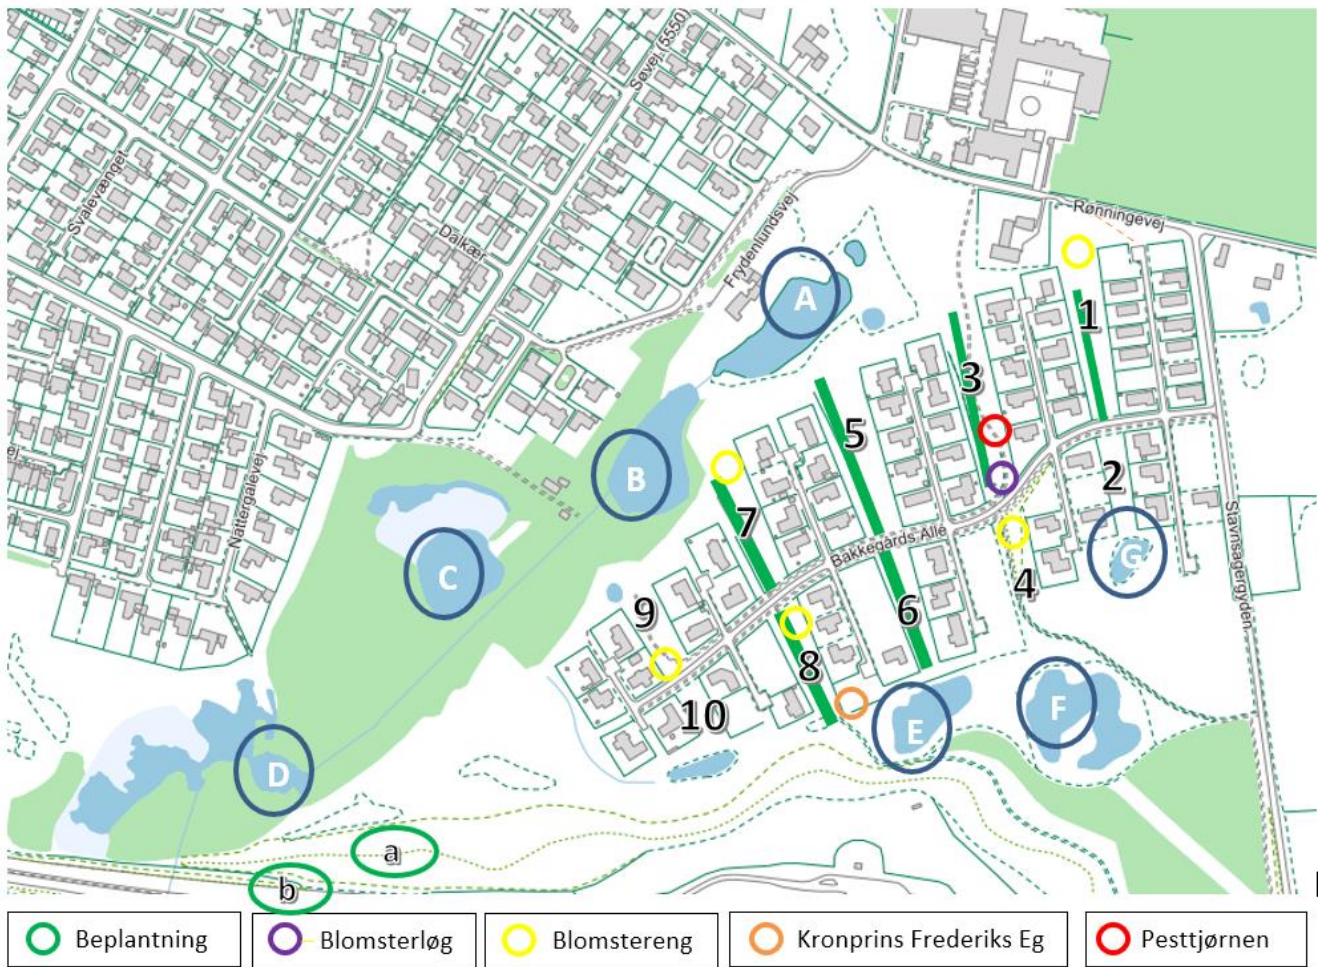 Søvej (5550)
Svalevænget
Dalkær
Frydenlundsvej
Rønningevej
A
1
3
5
B
2
Nattergalevej
7
Bakkegårds Alle
Stavnsagergyden
G
C
4
9
6
8
10
F
E
D
a
b
Beplantning
Blomsterløg
Blomstereng
Kronprins Frederiks Eg
Pesttjørnen